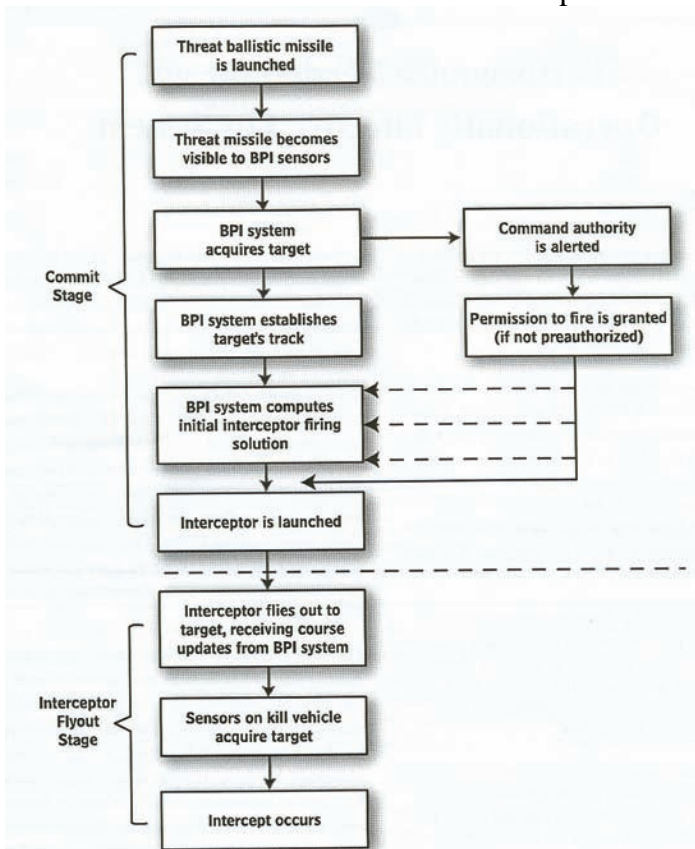 Threat ballistic missile
is launched
Threat missile becomes
visible to BPI sensors
BPI system
acquires target
Command authority
is alerted
Commit
Stage
BPI system establishes
target's track
Permission to fire is granted
(if not preauthorized)
BPI system computes
initial interceptor firing
solution
Interceptor is launched
Interceptor flies out to
target, receiving course
updates from BPI system
Interceptor
Flyout
Stage
Sensors on kill vehicle
acquire target
Intercept occurs